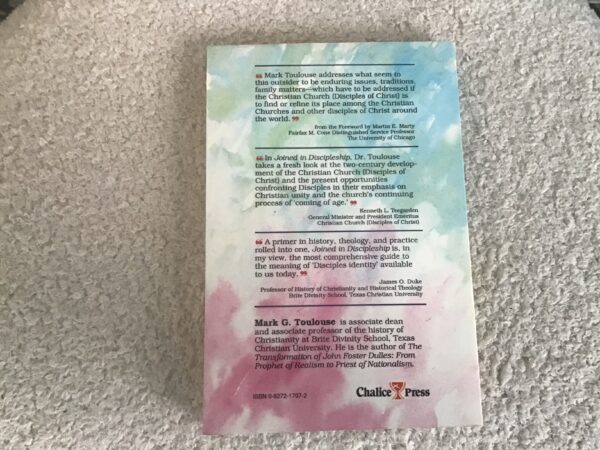 “ Mark Toulouse addresses what seem to
this outsider to be enduring issues, traditions,
family matters—which have to be addressed if
the Christian Church (Disciples of Christ) is
to find or refine its place among the Christian
Churches and other disciples of Christ around
the world. ”
from the Foreword by Martin E. Marty
Fairfax M. Cone Distinguished Service Professor
The University of Chicago
“ In Joined in Discipleship, Dr. Toulouse
takes a fresh look at the two-century develop-
ment of the Christian Church (Disciples of
Christ) and the present opportunities
confronting Disciples in their emphasis on
Christian unity and the church's continuing
process of 'coming of age.' ”
Kenneth L. Teegarden
General Minister and President Emeritus
Christian Church (Disciples of Christ)
“ A primer in history, theology, and practice
rolled into one, Joined in Discipleship is, in
my view, the most comprehensive guide to
the meaning of 'Disciples identity' available
to us today. ”
James O. Duke
Professor of History of Christianity and Historical Theology
Brite Divinity School, Texas Christian University
Mark G. Toulouse is associate dean
and associate professor of the history of
Christianity at Brite Divinity School, Texas
Christian University. He is the author of The
Transformation of John Foster Dulles: From
Prophet of Realism to Priest of Nationalism.
ISBN 0-8272-1707-2
Chalice Press